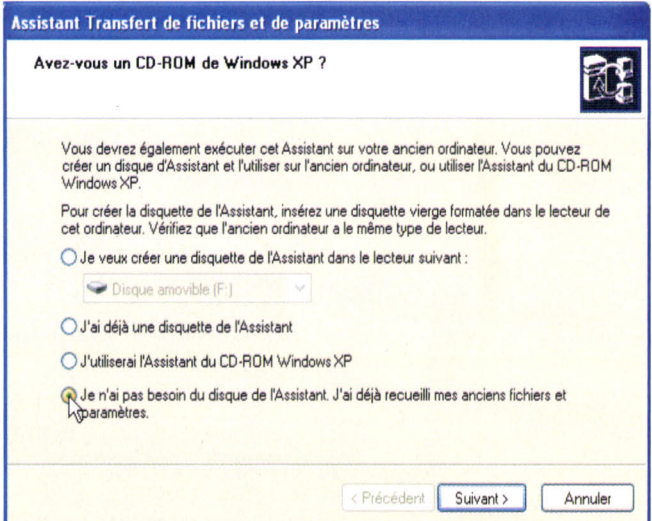 Assistant Transfert de fichiers et de paramètres
Avez-vous un CD-ROM de Windows XP ?
Vous devrez également exécuter cet Assistant sur votre ancien ordinateur. Vous pouvez
créer un disque d'Assistant et l'utiliser sur l'ancien ordinateur, ou utiliser l'Assistant du CD-ROM
Windows XP.
Pour créer la disquette de l'Assistant, insérez une disquette vierge formatée dans le lecteur de
cet ordinateur. Vérifiez que l'ancien ordinateur a le même type de lecteur.
Je veux créer une disquette de l'Assistant dans le lecteur suivant :
Disque amovible (F:)
J'ai déjà une disquette de l'Assistant
J'utiliserai l'Assistant du CD-ROM Windows XP
Je n'ai pas besoin du disque de l'Assistant. J'ai déjà recueilli mes anciens fichiers et
paramètres.
< Précédent Suivant > Annuler